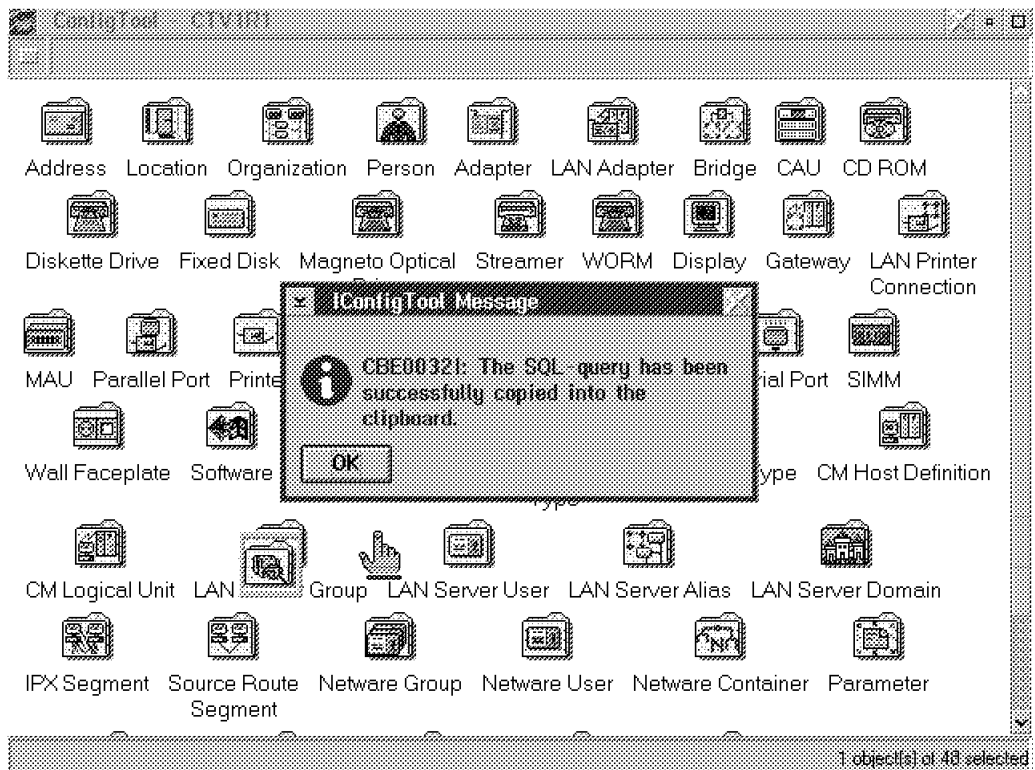 ConfigTool - CTV1R1
Address Location Organization Person Adapter LAN Adapter Bridge CAU CD ROM
Diskette Drive Fixed Disk Magneto Optical Streamer WORM Display Gateway LAN Printer
Connection
IConfigTool Message
CBE0032I: The SQL-query has been
successfully copied into the
clipboard.
OK
MAU Parallel Port Printe rial Port SIMM
Wall Faceplate Software ype CM Host Definition
Type
CM Logical Unit LAN Group LAN Server User LAN Server Alias LAN Server Domain
IPX Segment Source Route Netware Group Netware User Netware Container Parameter
Segment
1 object(s) of 48 selected